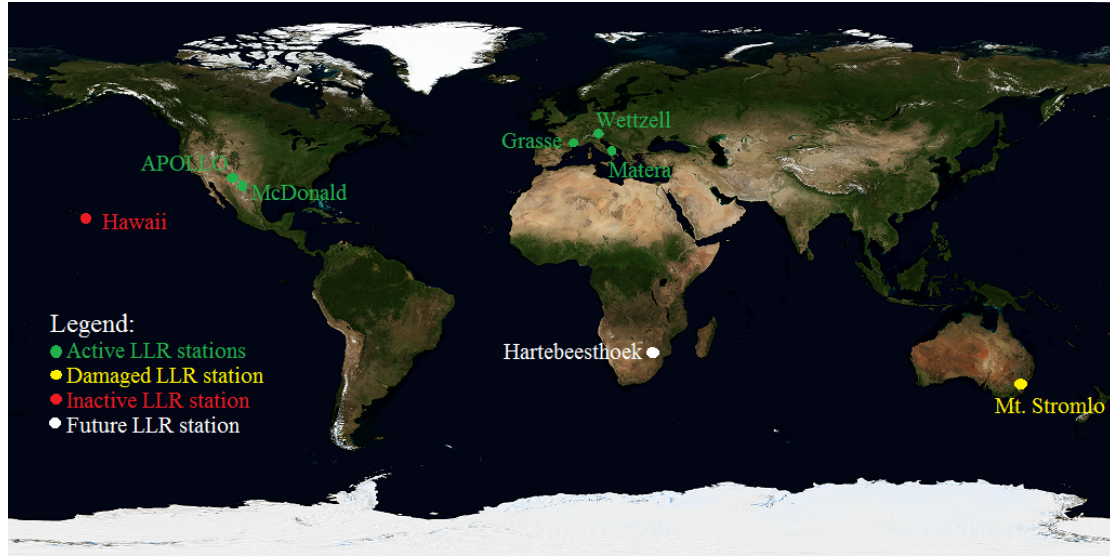 Wettzell
Grasse
Matera
APOLLO
McDonald
Hawaii
Legend:
Active LLR stations
Damaged LLR station
Inactive LLR station
Future LLR station
Hartebeesthoek
Mt. Stromlo